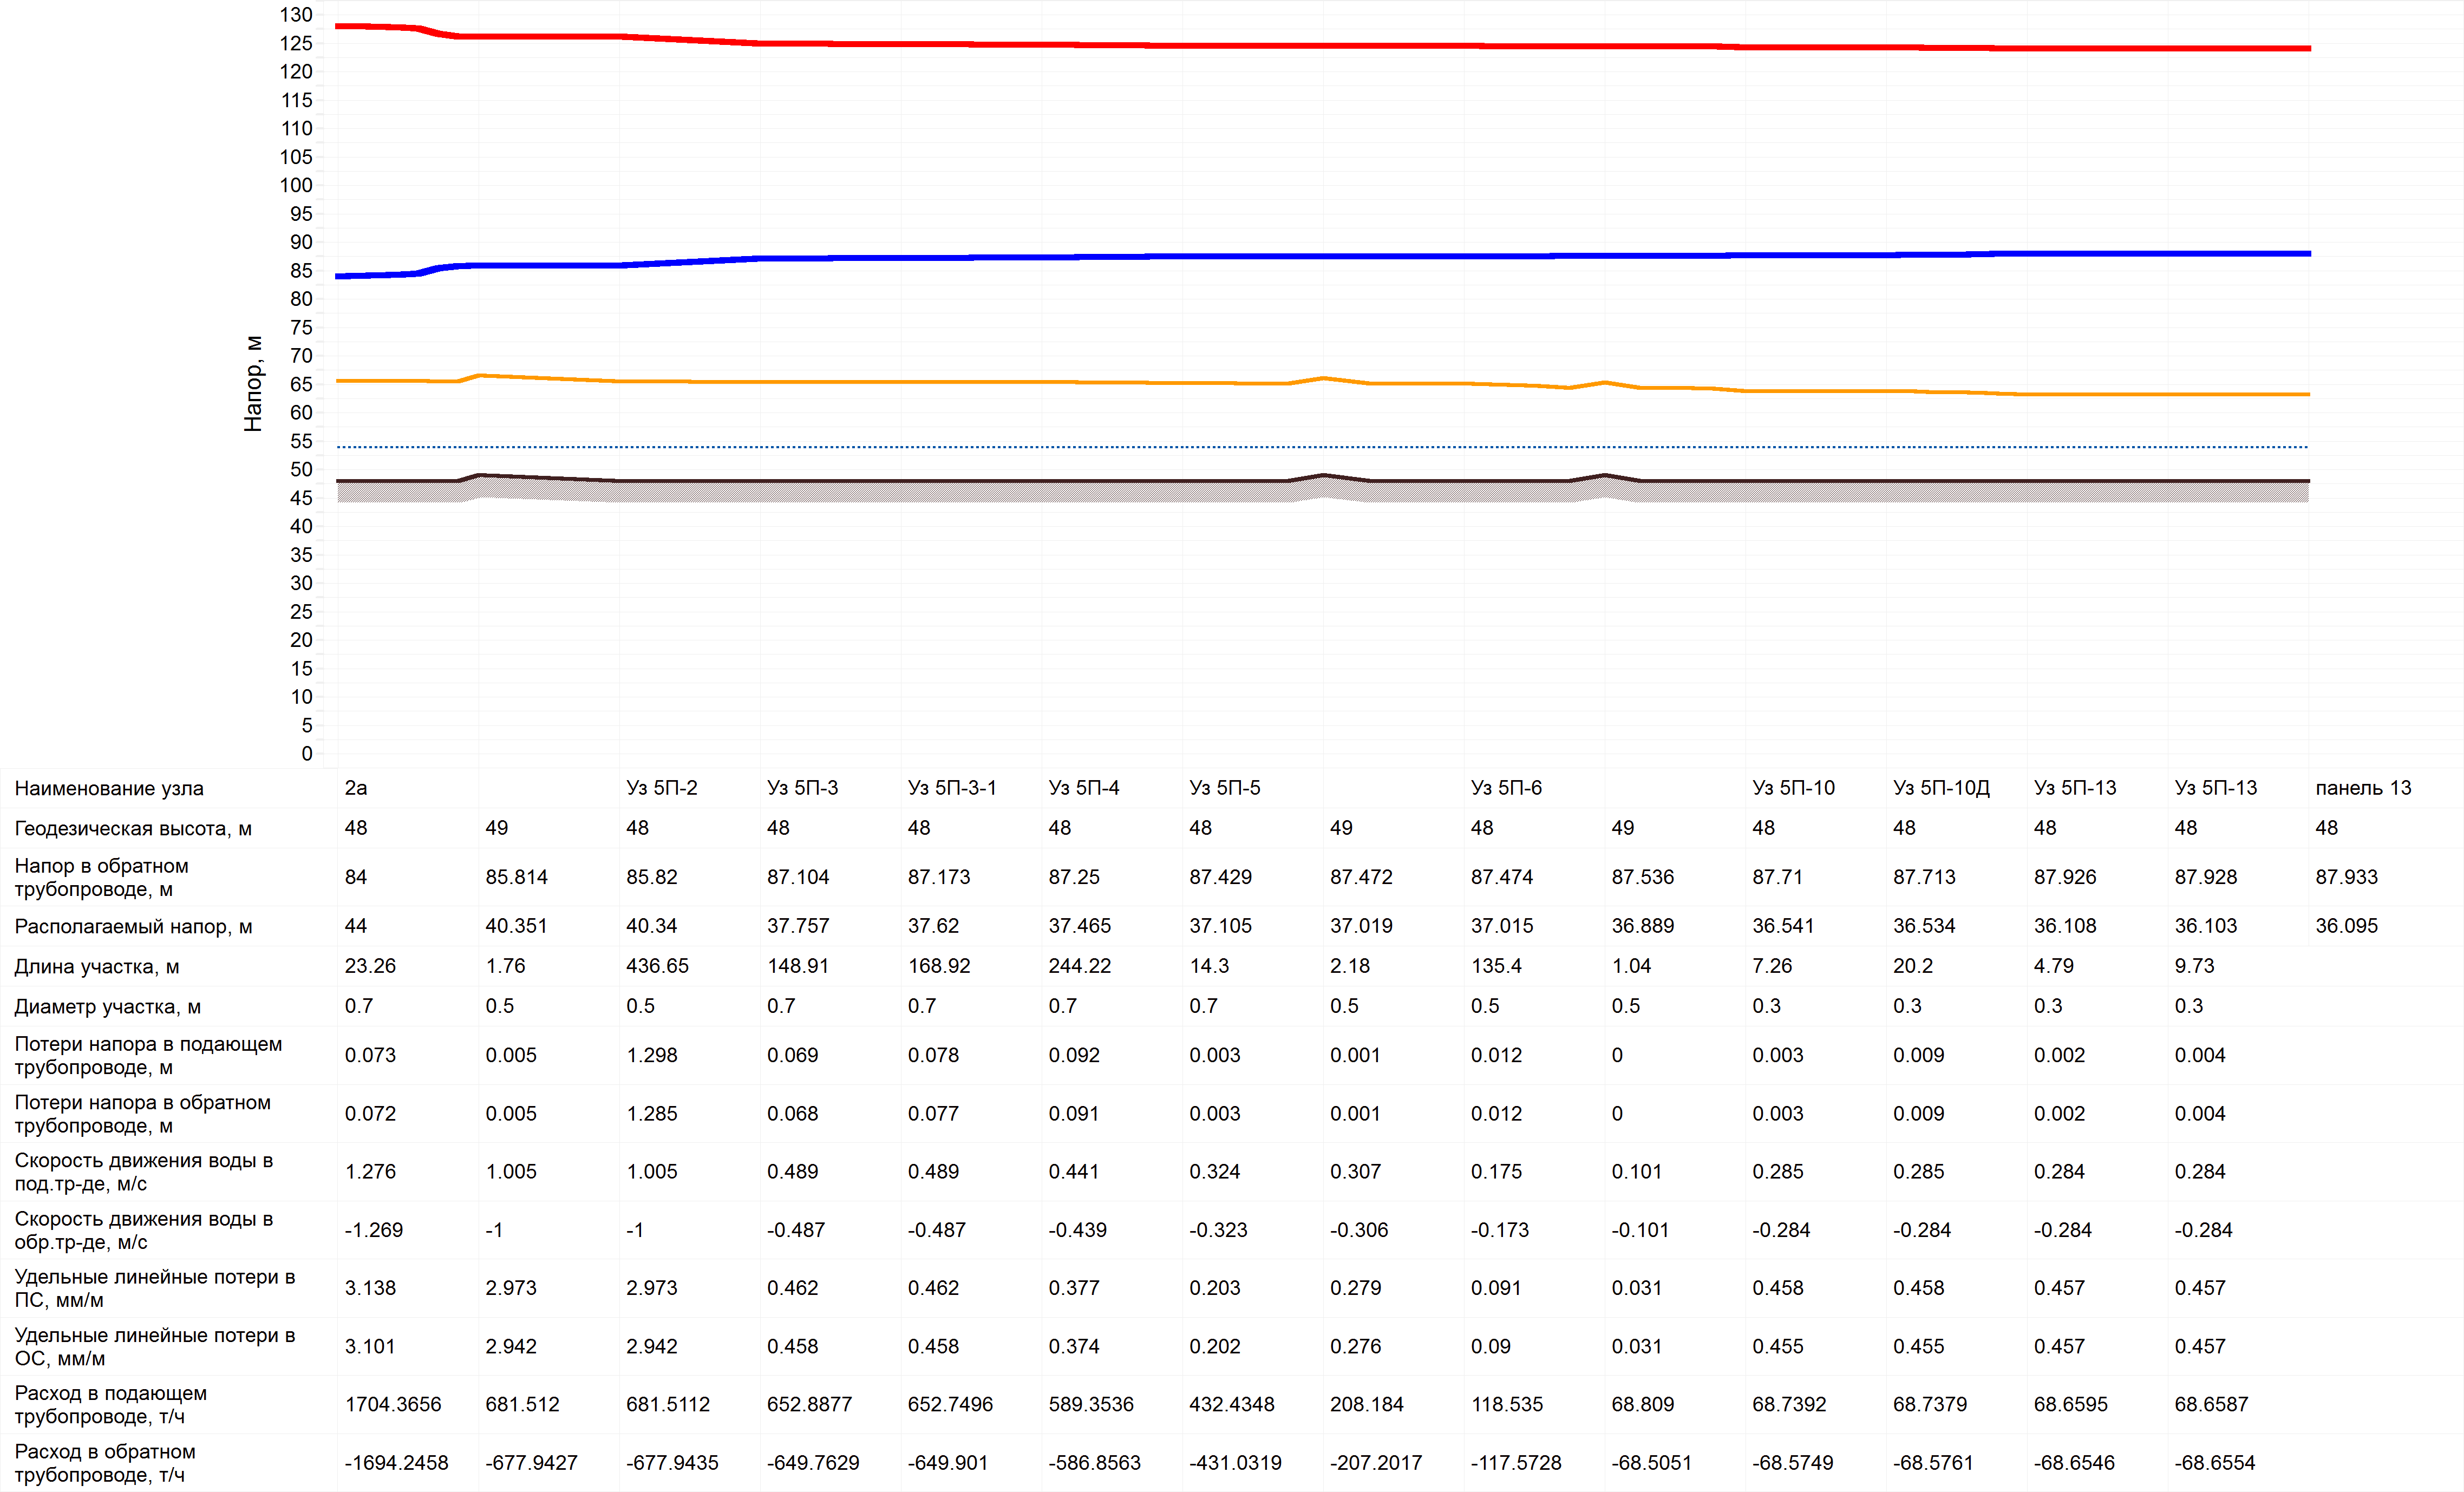 130
125
120
115
110
105
100
95
90
85
80
75
70
65
60
55
50
45
40
35
30
25
20
15
10
5
0
Напор, м
Наименование узла 2а Уз 5П-2 Уз 5П-3 Уз 5П-3-1 Уз 5П-4 Уз 5П-5 Уз 5П-6 Уз 5П-10 Уз 5П-10Д Уз 5П-13 Уз 5П-13 панель 13
Геодезическая высота, м 48 49 48 48 48 48 48 49 48 49 48 48 48 48 48
Напор в обратном
трубопроводе, м 84 85.814 85.82 87.104 87.173 87.25 87.429 87.472 87.474 87.536 87.71 87.713 87.926 87.928 87.933
Располагаемый напор, м 44 40.351 40.34 37.757 37.62 37.465 37.105 37.019 37.015 36.889 36.541 36.534 36.108 36.103 36.095
Длина участка, м 23.26 1.76 436.65 148.91 168.92 244.22 14.3 2.18 135.4 1.04 7.26 20.2 4.79 9.73
Диаметр участка, м 0.7 0.5 0.5 0.7 0.7 0.7 0.7 0.5 0.5 0.5 0.3 0.3 0.3 0.3
Потери напора в подающем
трубопроводе, м 0.073 0.005 1.298 0.069 0.078 0.092 0.003 0.001 0.012 0 0.003 0.009 0.002 0.004
Потери напора в обратном
трубопроводе, м 0.072 0.005 1.285 0.068 0.077 0.091 0.003 0.001 0.012 0 0.003 0.009 0.002 0.004
Скорость движения воды в
под.тр-де, м/с 1.276 1.005 1.005 0.489 0.489 0.441 0.324 0.307 0.175 0.101 0.285 0.285 0.284 0.284
Скорость движения воды в
обр.тр-де, м/с -1.269 -1 -1 -0.487 -0.487 -0.439 -0.323 -0.306 -0.173 -0.101 -0.284 -0.284 -0.284 -0.284
Удельные линейные потери в
ПС, мм/м 3.138 2.973 2.973 0.462 0.462 0.377 0.203 0.279 0.091 0.031 0.458 0.458 0.457 0.457
Удельные линейные потери в
ОС, мм/м 3.101 2.942 2.942 0.458 0.458 0.374 0.202 0.276 0.09 0.031 0.455 0.455 0.457 0.457
Расход в подающем
трубопроводе, т/ч 1704.3656 681.512 681.5112 652.8877 652.7496 589.3536 432.4348 208.184 118.535 68.809 68.7392 68.7379 68.6595 68.6587
Расход в обратном
трубопроводе, т/ч -1694.2458 -677.9427 -677.9435 -649.7629 -649.901 -586.8563 -431.0319 -207.2017 -117.5728 -68.5051 -68.5749 -68.5761 -68.6546 -68.6554